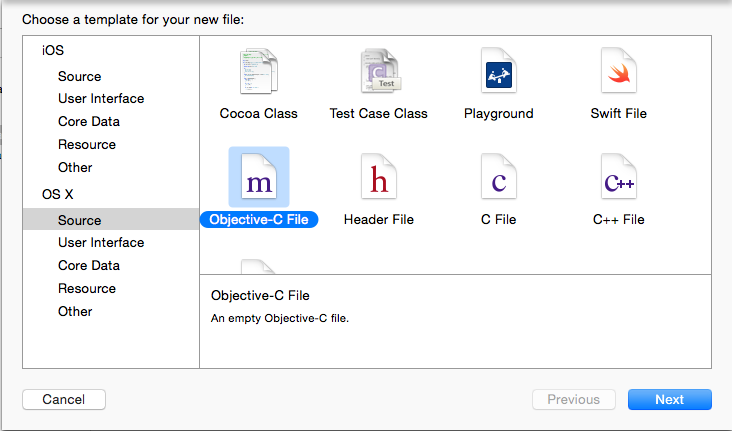 Choose a template for your new file:
iOS
Source
User Interface
Core Data
Resource
Other
OS X
Source
User Interface
Core Data
Resource
Other
Cocoa Class
Test
Test Case Class
Playground
Swift File
m
Objective-C File
h
Header File
c
C File
c++
C++ File
Objective-C File
An empty Objective-C file.
Cancel
Previous
Next